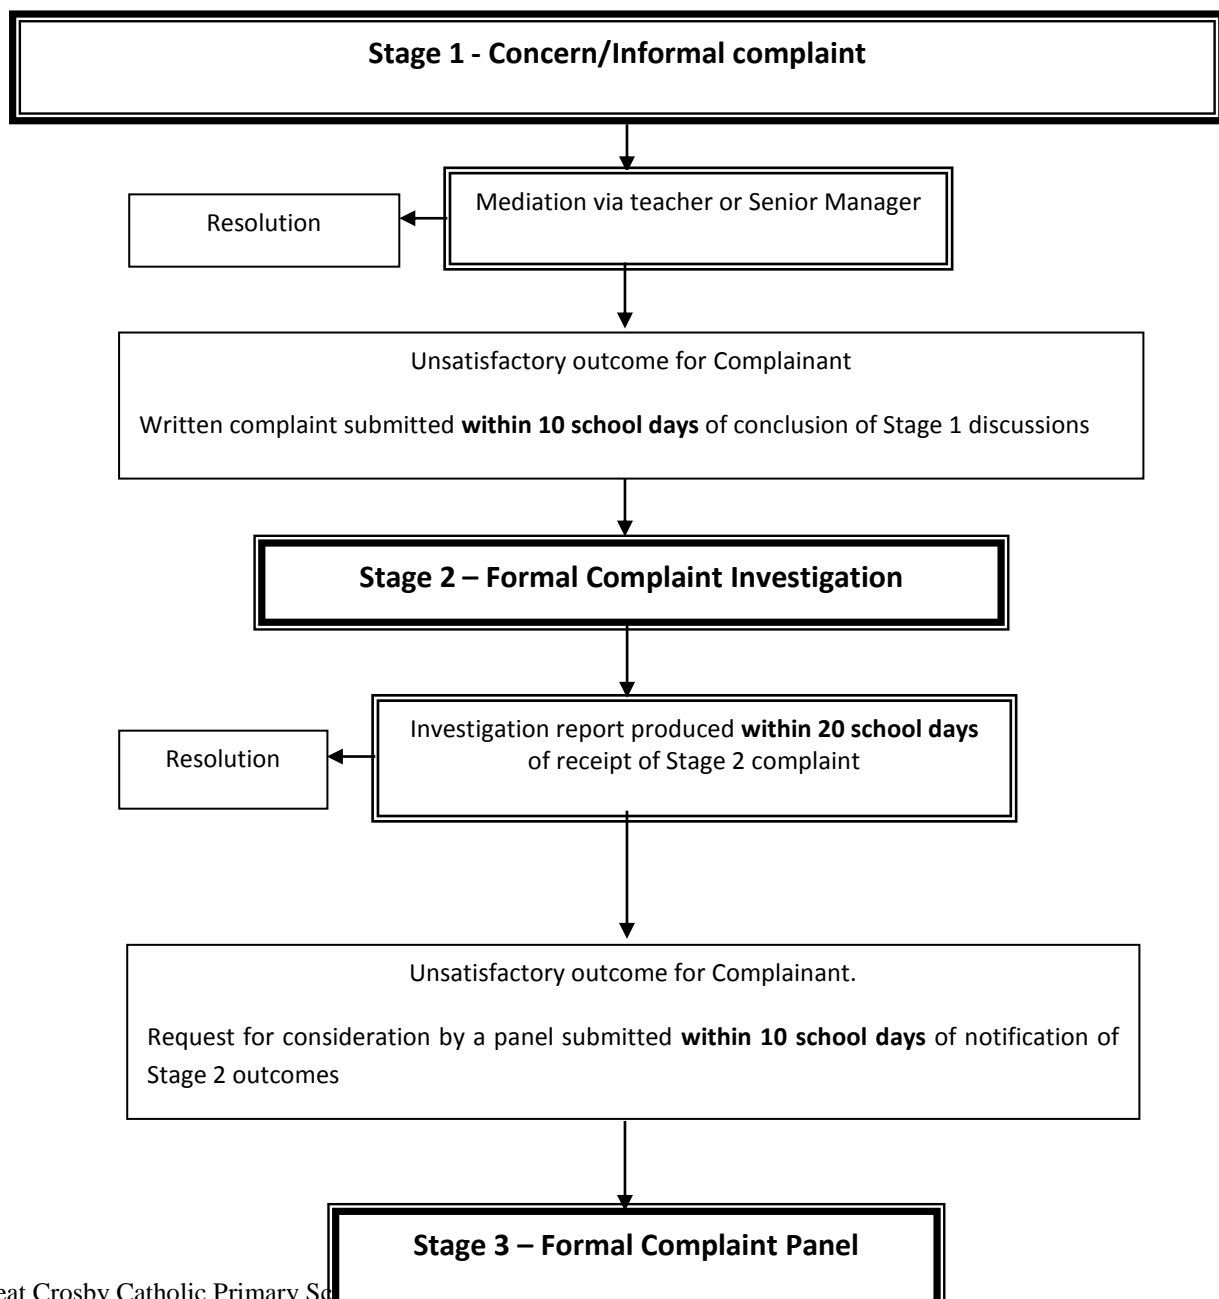 Stage 1 - Concern/Informal complaint
Mediation via teacher or Senior Manager
Resolution
Unsatisfactory outcome for Complainant
Written complaint submitted within 10 school days of conclusion of Stage 1 discussions
Stage 2 – Formal Complaint Investigation
Investigation report produced within 20 school days
of receipt of Stage 2 complaint
Resolution
Unsatisfactory outcome for Complainant.
Request for consideration by a panel submitted within 10 school days of notification of
Stage 2 outcomes
Stage 3 – Formal Complaint Panel
Crosby Catholic Primary